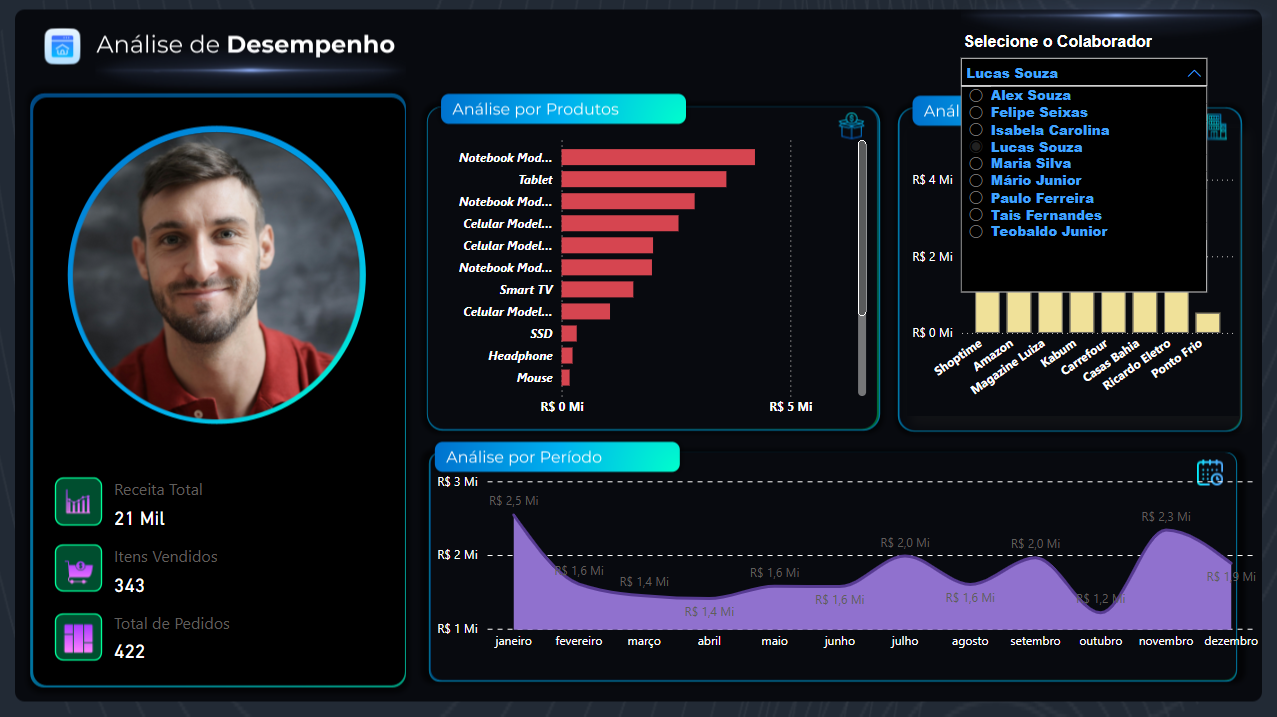 Análise de Desempenho
Selecione o Colaborador
Lucas Souza
Alex Souza
Felipe Seixas
Isabela Carolina
Lucas Souza
Maria Silva
Mário Junior
Paulo Ferreira
Tais Fernandes
Teobaldo Junior
Receita Total
21 Mil
Itens Vendidos
343
Total de Pedidos
422
Análise por Produtos
Notebook Mod...
Tablet
Notebook Mod...
Celular Model...
Celular Model...
Notebook Mod...
Smart TV
Celular Model...
SSD
Headphone
Mouse
R$ 0 Mi R$ 5 Mi
Anál
R$ 4 Mi
R$ 2 Mi
R$ 0 Mi
Shoptime Amazon Magazine Luiza Kabum Carrefour Casas Bahia Ricardo Eletro Ponto Frio
Análise por Período
R$ 3 Mi
R$ 2 Mi
R$ 1 Mi
R$ 2,5 Mi R$ 1,6 Mi R$ 1,4 Mi R$ 1,4 Mi R$ 1,6 Mi R$ 1,6 Mi R$ 2,0 Mi R$ 1,6 Mi R$ 2,0 Mi R$ 1,2 Mi R$ 2,3 Mi R$ 1,9 Mi
janeiro fevereiro março abril maio junho julho agosto setembro outubro novembro dezembro